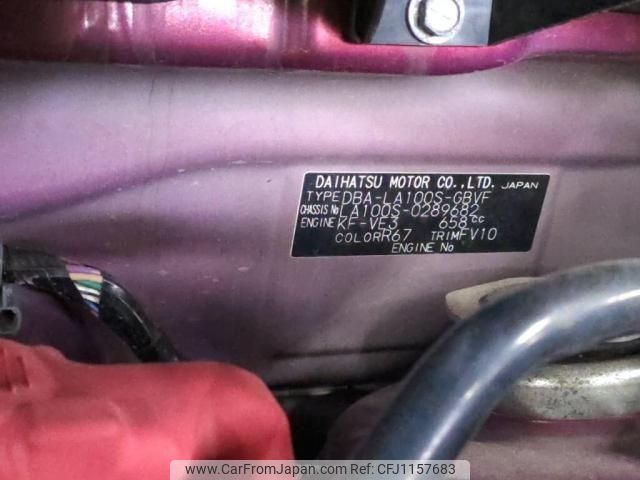 DAIHATSU MOTOR CO.,LTD. JAPAN
TYPE DBA-LA100S-GBVF
CHASSIS No LA100S-0289682
ENGINE KF-VE3 658cc
COLOR R67 TRIM FV10
ENGINE No
www.CarFromJapan.com Ref: CFJ1157683